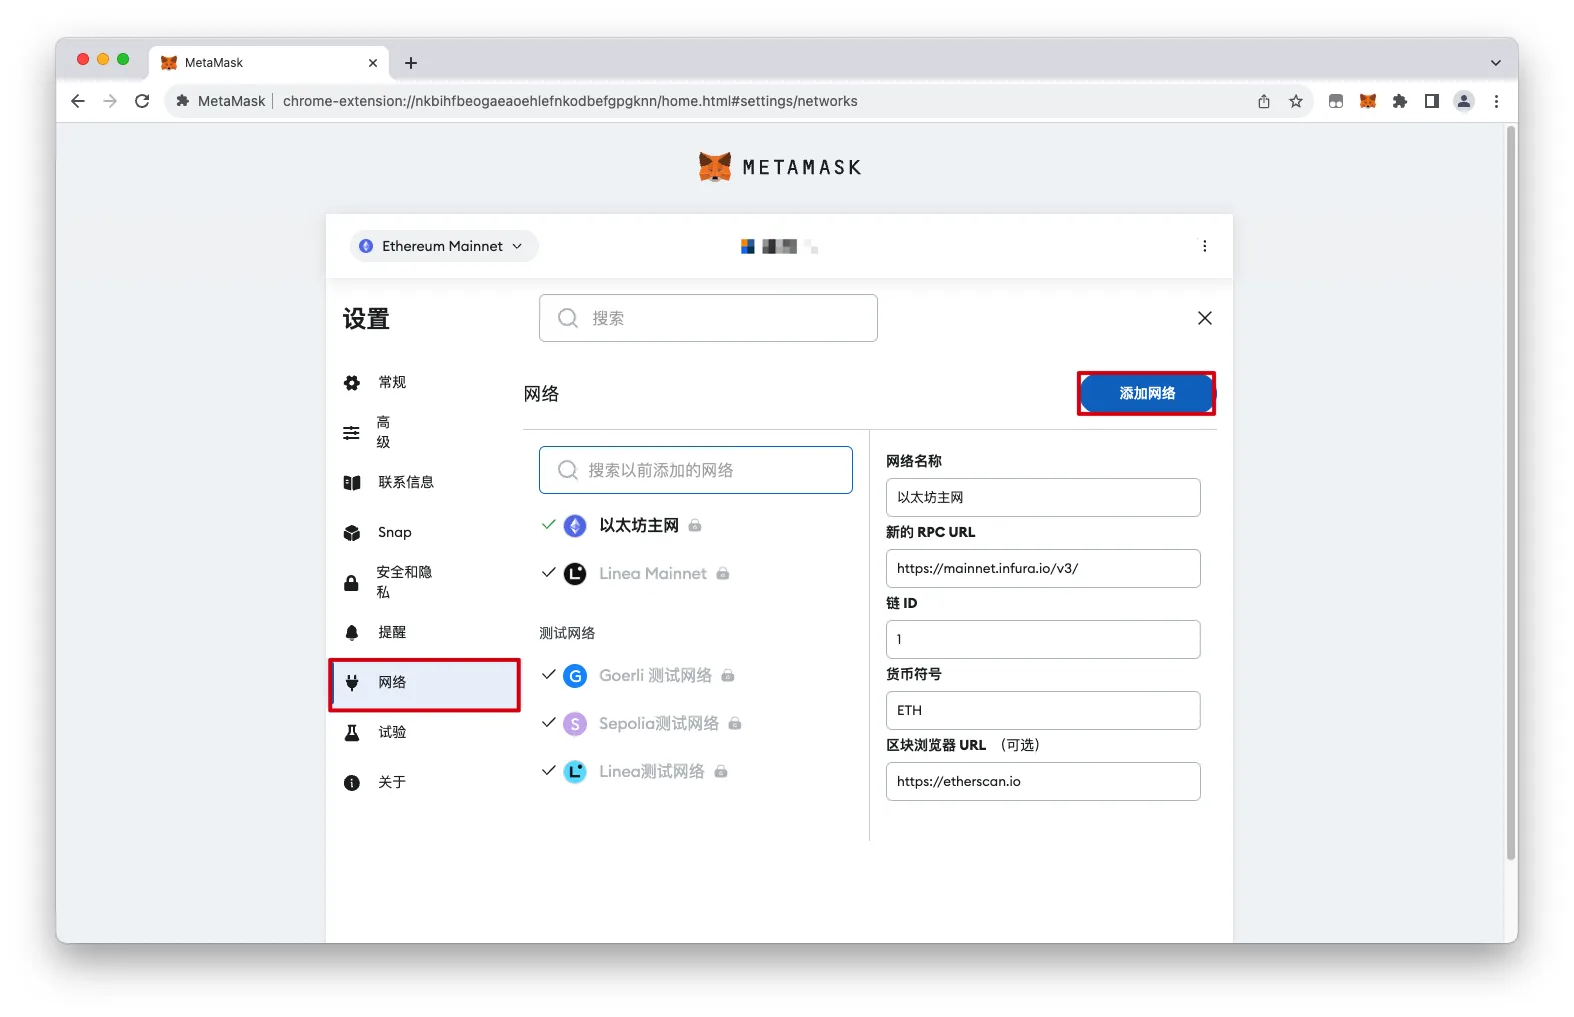 MetaMask
MetaMask
chrome-extension://nkbihfbeogaeaoehlefnkodbefgpgknn/home.html#settings/networks
METAMASK
Ethereum Mainnet
设置
搜索
常规
高
级
联系信息
Snap
安全和隐
私
提醒
网络
试验
关于
网络
添加网络
搜索以前添加的网络
以太坊主网
Linea Mainnet
测试网络
G
Goerli 测试网络
S
Sepolia测试网络
Linea测试网络
网络名称
以太坊主网
新的 RPC URL
https://mainnet.infura.io/v3/
链 ID
1
货币符号
ETH
区块浏览器 URL （可选）
https://etherscan.io